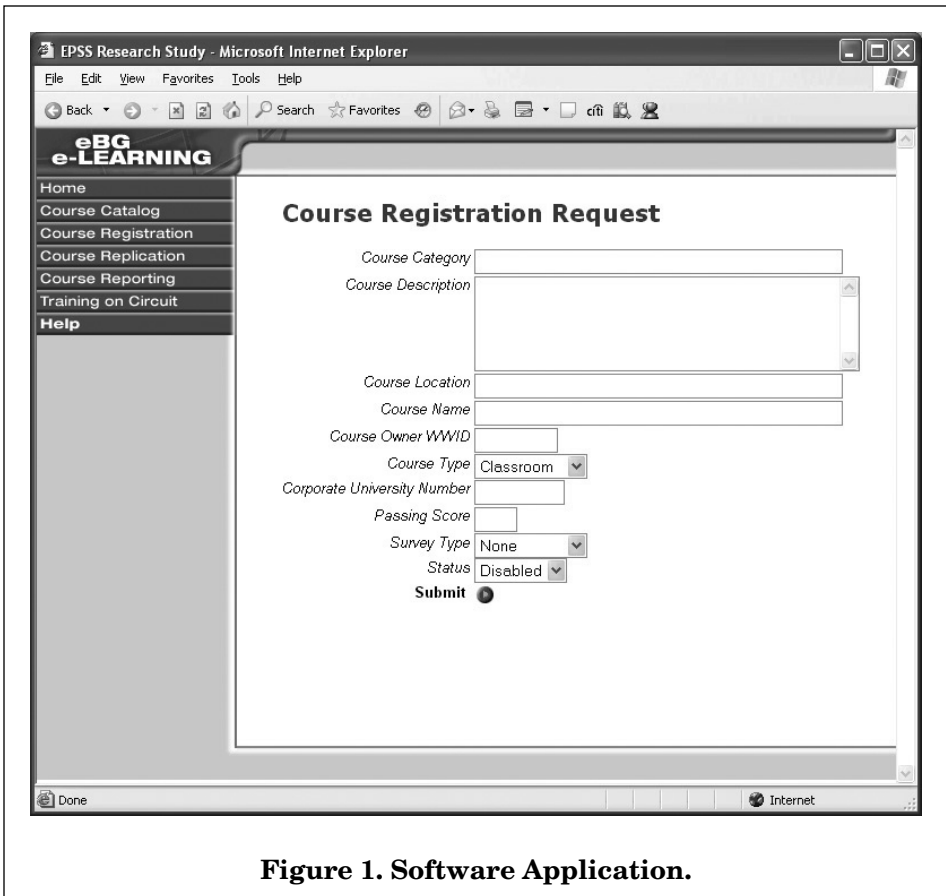 EPSS Research Study - Microsoft Internet Explorer
File Edit View Favorites Tools Help
Back Search Favorites cîti
eBG
e-LEARNING
Home
Course Catalog
Course Registration
Course Replication
Course Reporting
Training on Circuit
Help
Course Registration Request
Course Category
Course Description
Course Location
Course Name
Course Owner WWID
Course Type Classroom
Corporate University Number
Passing Score
Survey Type None
Status Disabled
Submit
Done Internet
Figure 1. Software Application.